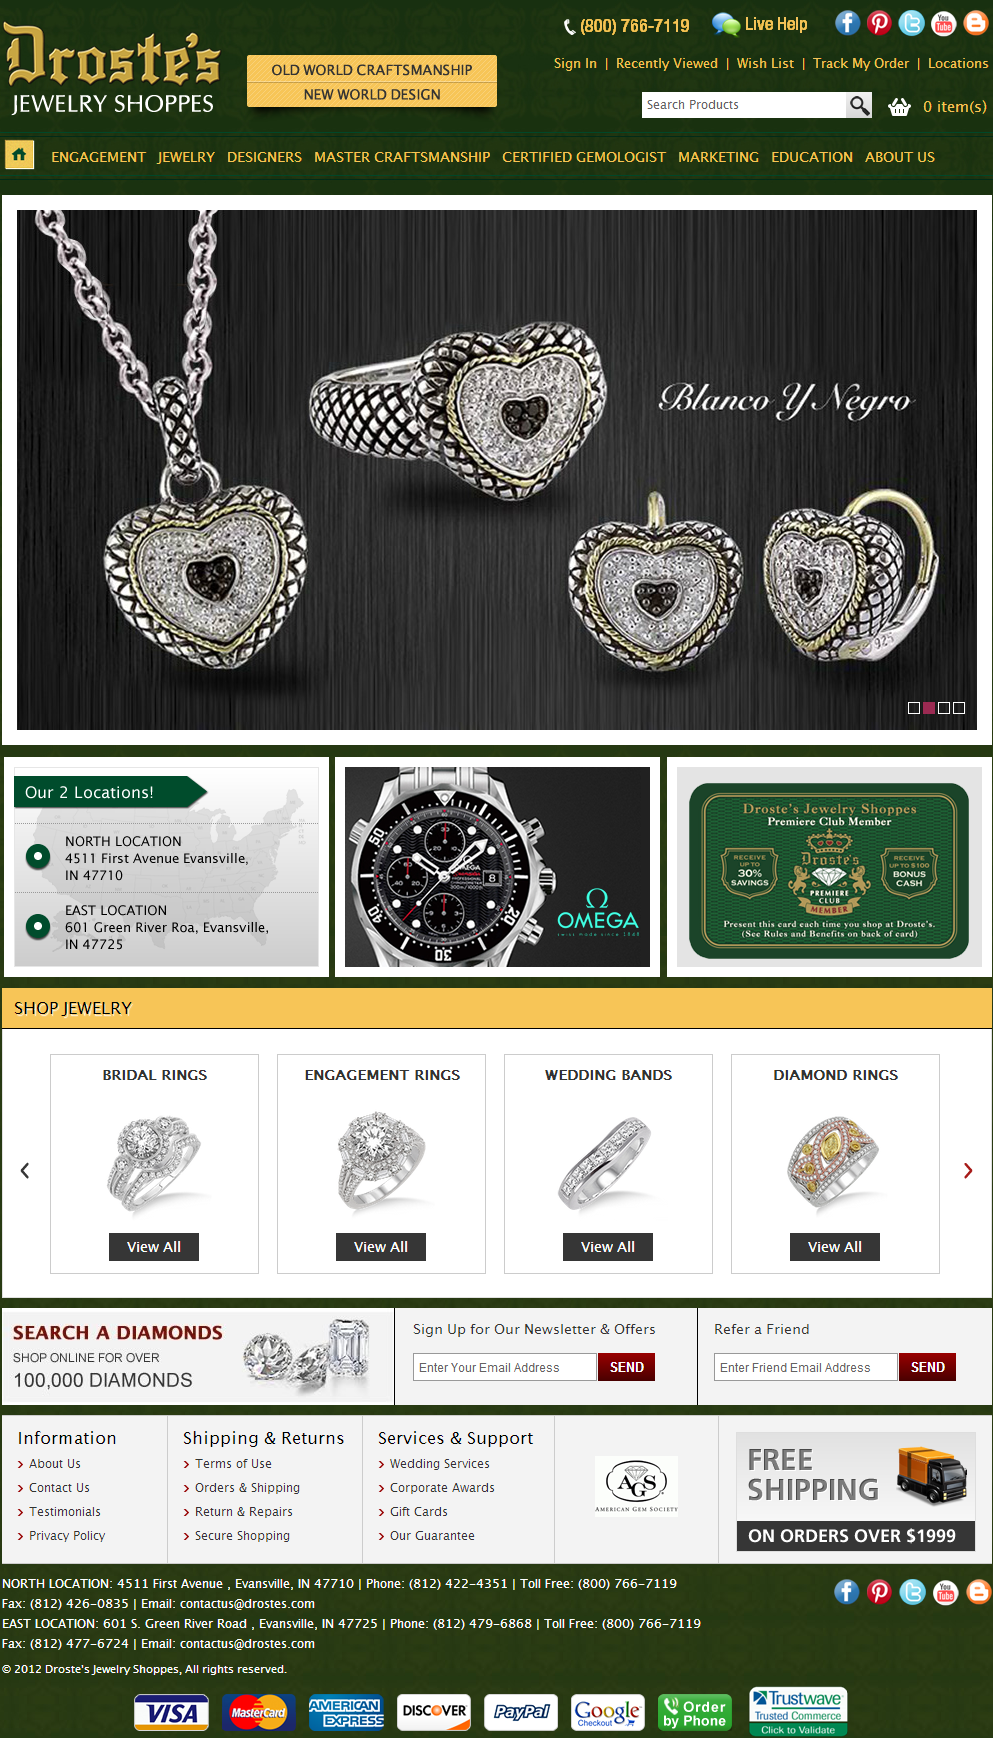 Droste's
JEWELRY SHOPPES
OLD WORLD CRAFTSMANSHIP
NEW WORLD DESIGN
(800) 766-7119
Live Help
Sign In | Recently Viewed | Wish List | Track My Order | Locations
Search Products
0 item(s)
ENGAGEMENT JEWELRY DESIGNERS MASTER CRAFTSMANSHIP CERTIFIED GEMOLOGIST MARKETING EDUCATION ABOUT US
Blanco Y Negro
925
Our 2 Locations!
NORTH LOCATION
4511 First Avenue Evansville,
IN 47710
EAST LOCATION
601 Green River Roa, Evansville,
IN 47725
OMEGA
swiss made since 1848
Droste's Jewelry Shoppes
Premiere Club Member
RECEIVE
UP TO
30%
SAVINGS
Droste's
PREMIERE
CLUB
MEMBER
RECEIVE
UP TO $100
BONUS
CASH
Present this card each time you shop at Droste's.
(See Rules and Benefits on back of card)
SHOP JEWELRY
BRIDAL RINGS
View All
ENGAGEMENT RINGS
View All
WEDDING BANDS
View All
DIAMOND RINGS
View All
SEARCH A DIAMONDS
SHOP ONLINE FOR OVER
100,000 DIAMONDS
Sign Up for Our Newsletter & Offers
Enter Your Email Address
SEND
Refer a Friend
Enter Friend Email Address
SEND
Information
About Us
Contact Us
Testimonials
Privacy Policy
Shipping & Returns
Terms of Use
Orders & Shipping
Return & Repairs
Secure Shopping
Services & Support
Wedding Services
Corporate Awards
Gift Cards
Our Guarantee
AGS
AMERICAN GEM SOCIETY
FREE
SHIPPING
ON ORDERS OVER $1999
NORTH LOCATION: 4511 First Avenue , Evansville, IN 47710 | Phone: (812) 422-4351 | Toll Free: (800) 766-7119
Fax: (812) 426-0835 | Email: contactus@drostes.com
EAST LOCATION: 601 S. Green River Road , Evansville, IN 47725 | Phone: (812) 479-6868 | Toll Free: (800) 766-7119
Fax: (812) 477-6724 | Email: contactus@drostes.com
© 2012 Droste's Jewelry Shoppes, All rights reserved.
VISA
MasterCard
AMERICAN EXPRESS
DISCOVER
PayPal
Google Checkout
Order by Phone
Trustwave
Trusted Commerce
Click to Validate